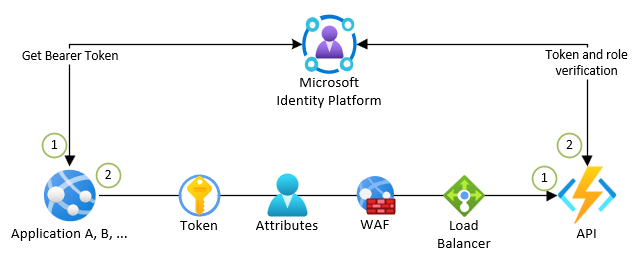 Get Bearer Token
Microsoft
Identity Platform
Token and role
verification
1
2
2
1
Application A, B, ...
Token
Attributes
WAF
Load
Balancer
API